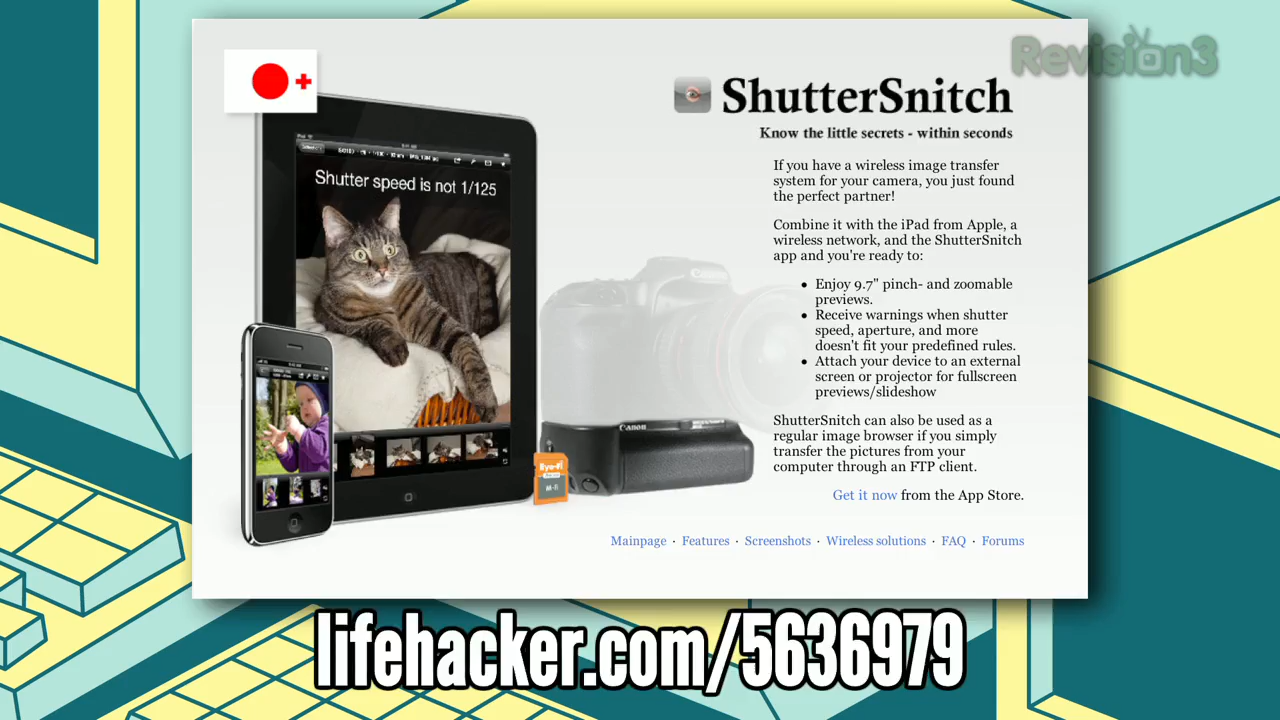 Revision3
ShutterSnitch
Know the little secrets - within seconds
Shutter speed is not 1/125
If you have a wireless image transfer
system for your camera, you just found
the perfect partner!
Combine it with the iPad from Apple, a
wireless network, and the ShutterSnitch
app and you're ready to:
• Enjoy 9.7" pinch- and zoomable
previews.
• Receive warnings when shutter
speed, aperture, and more
doesn't fit your predefined rules.
• Attach your device to an external
screen or projector for fullscreen
previews/slideshow
Canon
Canon
Eye-Fi
ShutterSnitch can also be used as a
regular image browser if you simply
transfer the pictures from your
computer through an FTP client.
Get it now from the App Store.
Mainpage · Features · Screenshots · Wireless solutions · FAQ · Forums
lifehacker.com/5636979